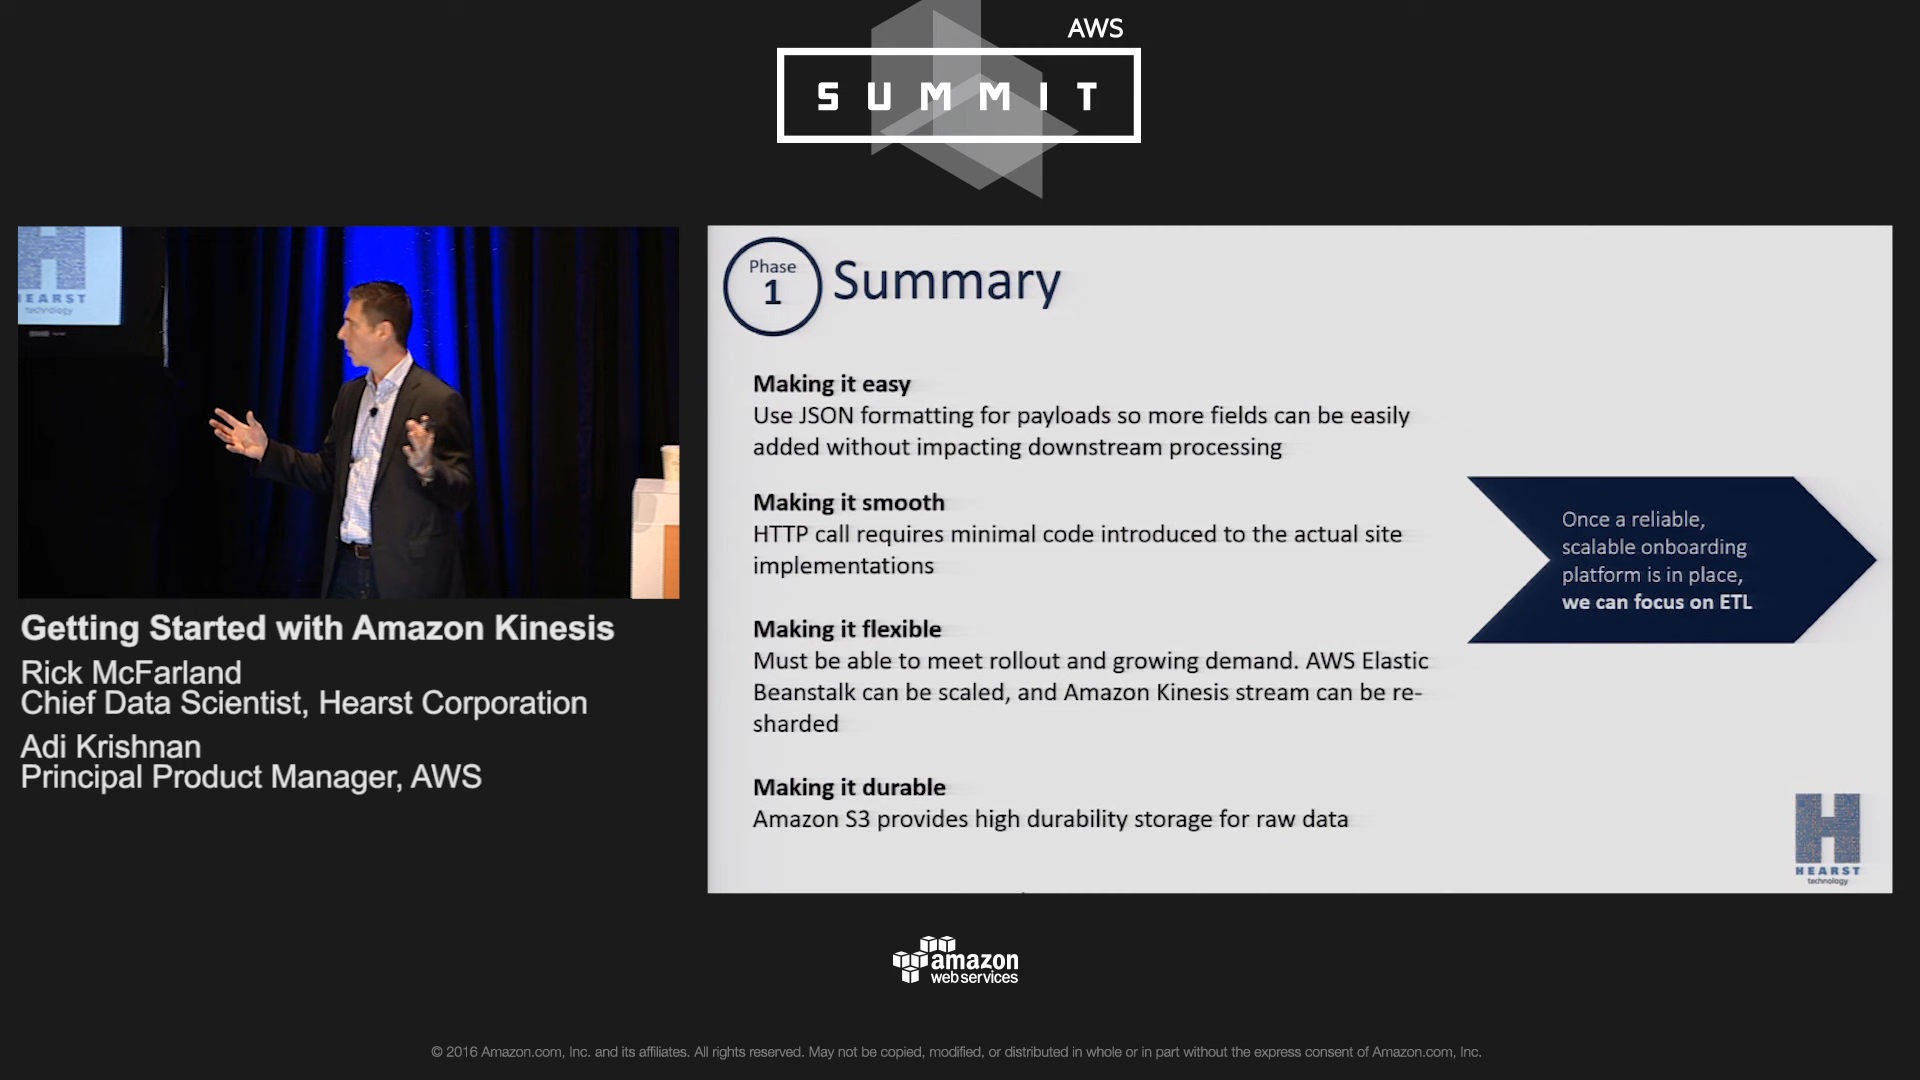 AWS
SUMMIT
HEARST
technology
Getting Started with Amazon Kinesis
Rick McFarland
Chief Data Scientist, Hearst Corporation
Adi Krishnan
Principal Product Manager, AWS
Phase
1
Summary
Making it easy
Use JSON formatting for payloads so more fields can be easily
added without impacting downstream processing
Making it smooth
HTTP call requires minimal code introduced to the actual site
implementations
Making it flexible
Must be able to meet rollout and growing demand. AWS Elastic
Beanstalk can be scaled, and Amazon Kinesis stream can be re-
sharded
Making it durable
Amazon S3 provides high durability storage for raw data
Once a reliable,
scalable onboarding
platform is in place,
we can focus on ETL
HEARST
technology
amazon
web services
© 2016 Amazon.com, Inc. and its affiliates. All rights reserved. May not be copied, modified, or distributed in whole or in part without the express consent of Amazon.com, Inc.